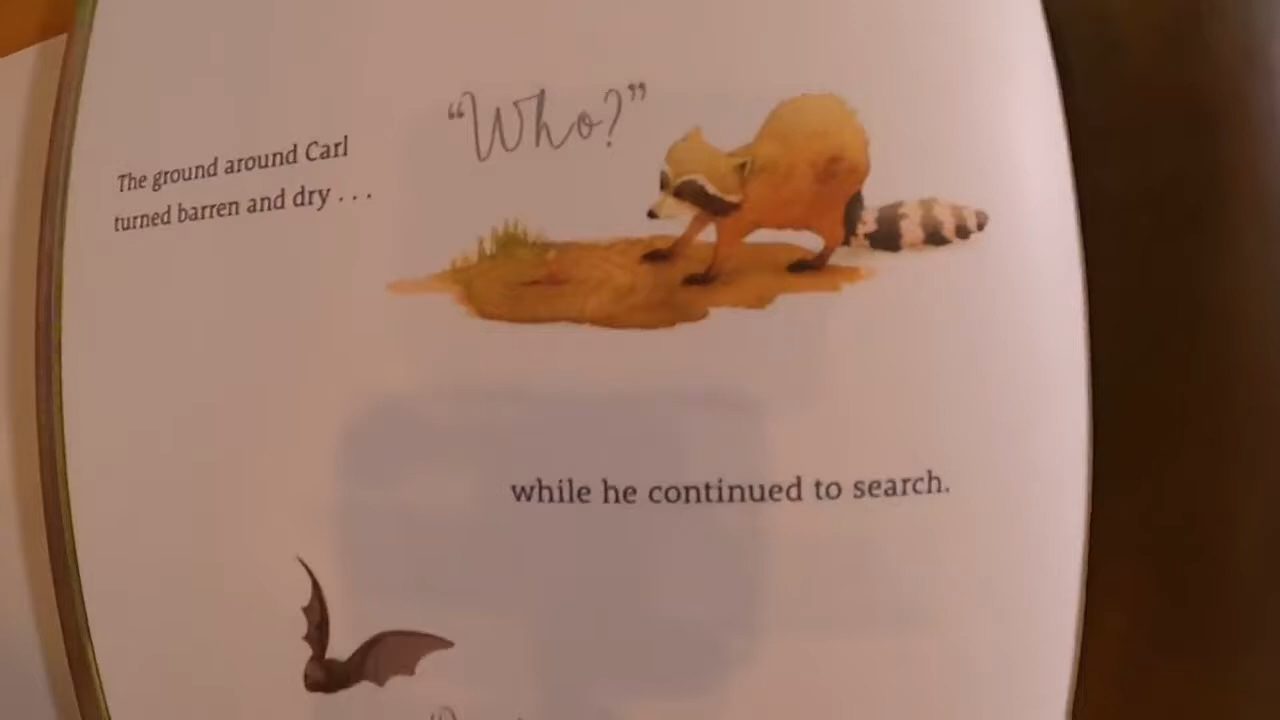 The ground around Carl
turned barren and dry . . .
“Who?”
while he continued to search.